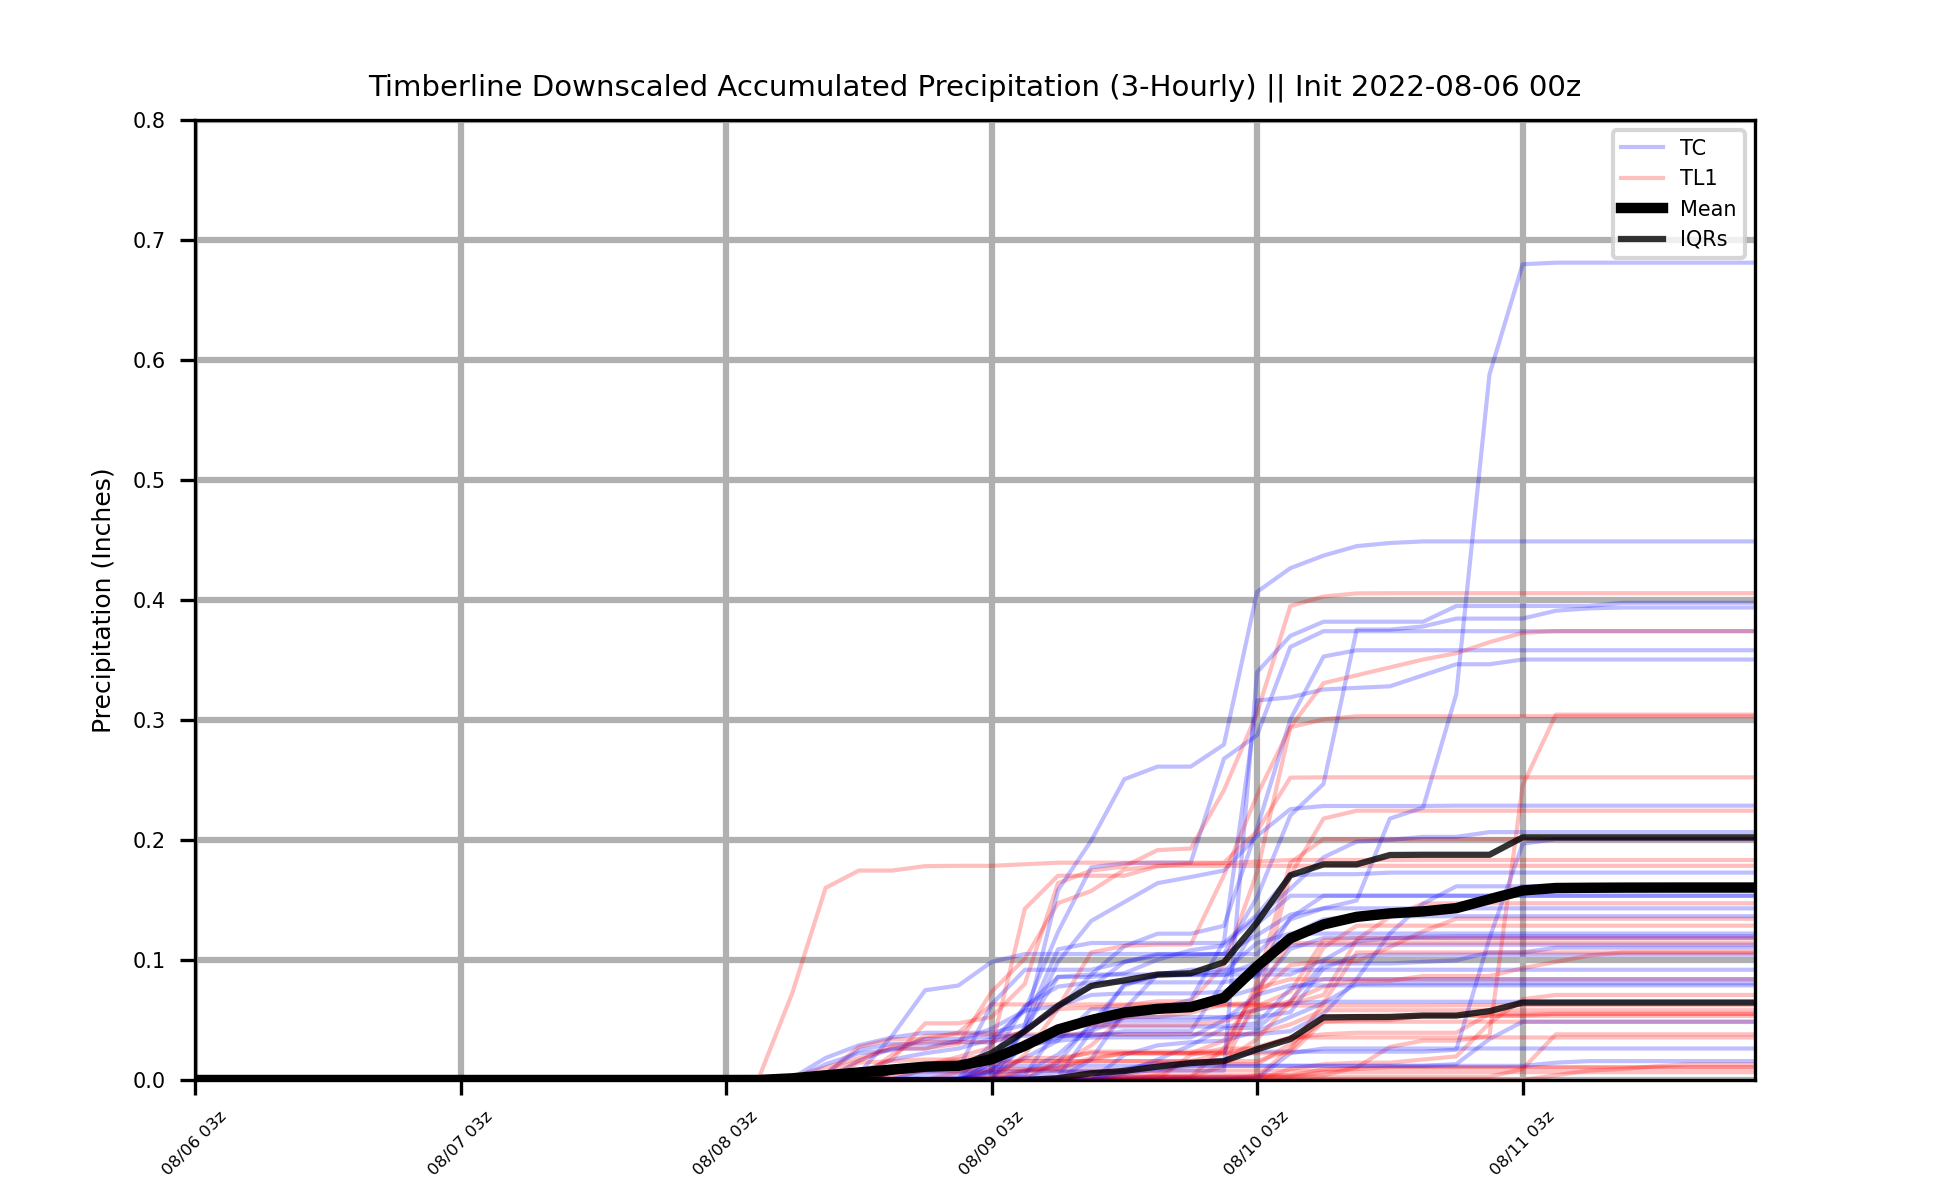 Timberline Downscaled Accumulated Precipitation (3-Hourly) || Init 2022-08-06 00z
TC
TL1
Mean
IQRs
Precipitation (Inches)
0.8
0.7
0.6
0.5
0.4
0.3
0.2
0.1
0.0
08/06 03z
08/07 03z
08/08 03z
08/09 03z
08/10 03z
08/11 03z